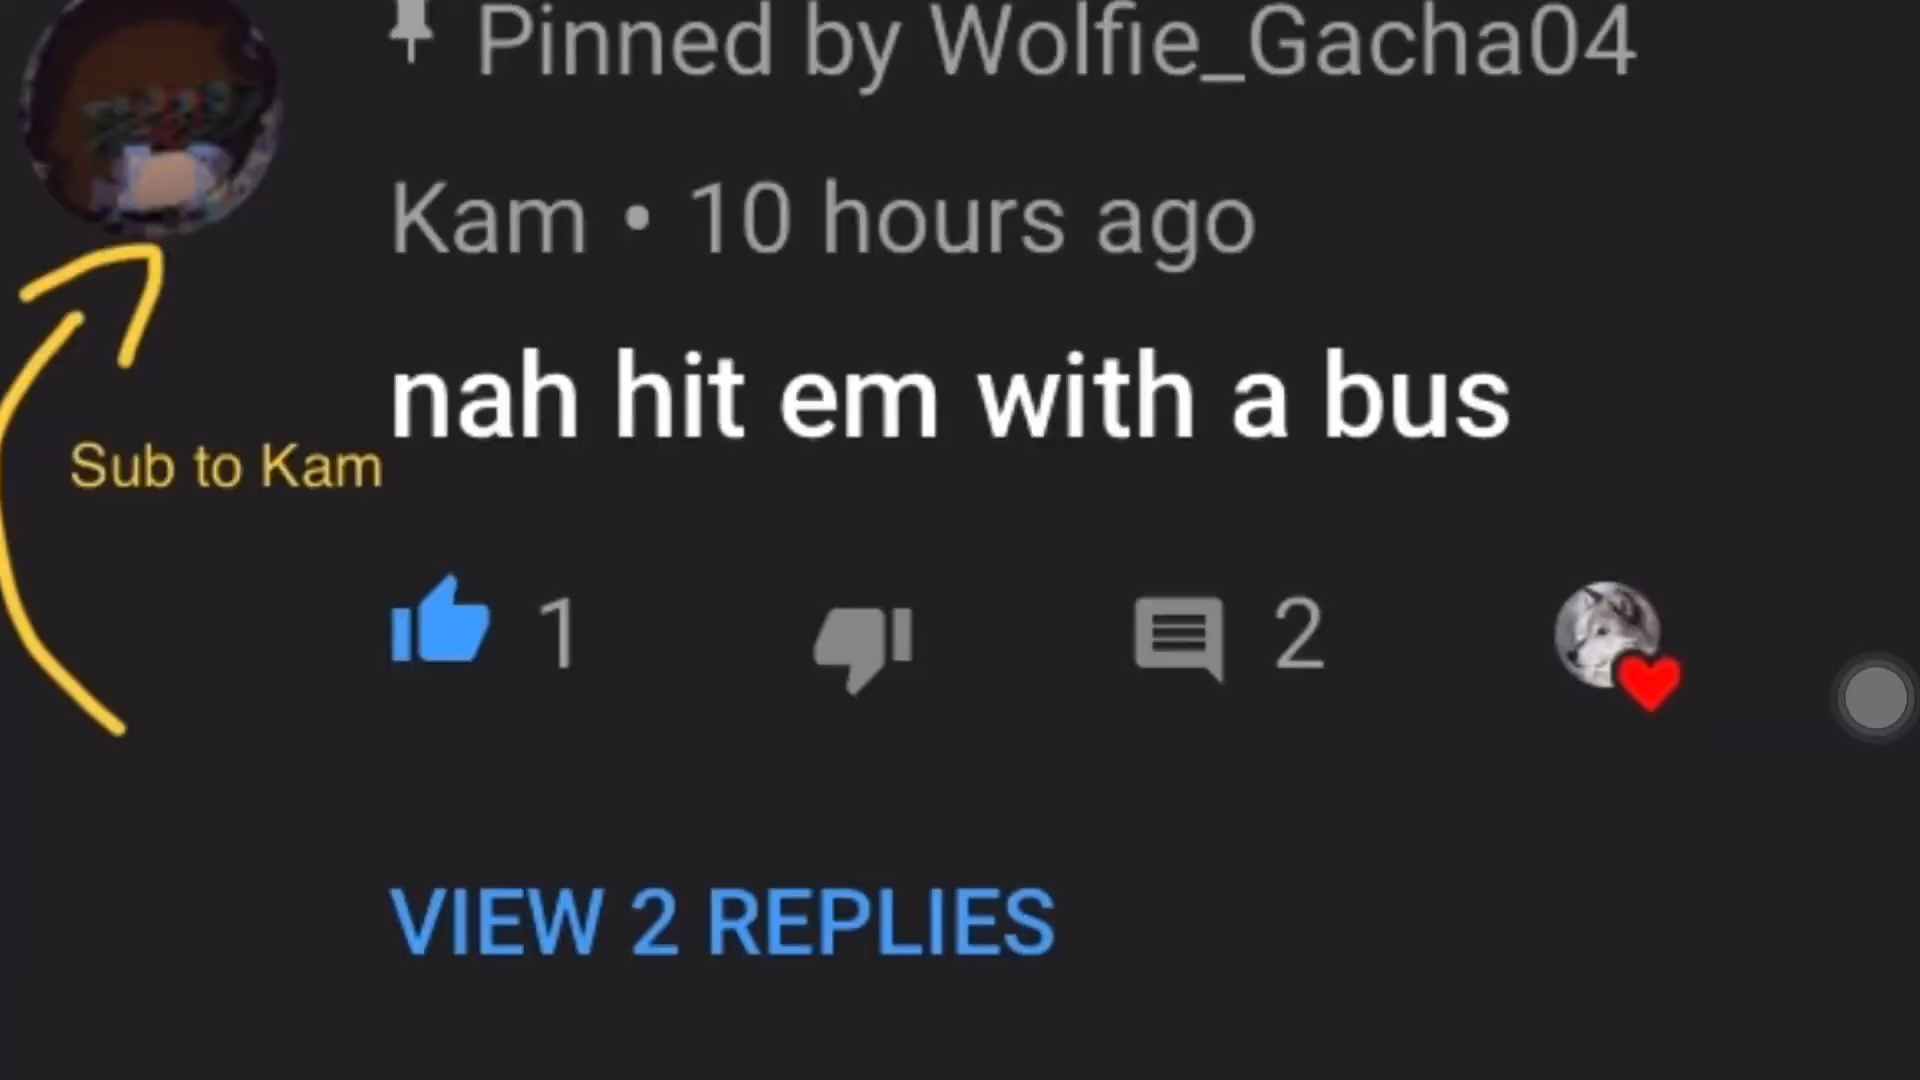 Pinned by Wolfie_Gacha04
Kam • 10 hours ago
nah hit em with a bus
Sub to Kam
1
2
VIEW 2 REPLIES